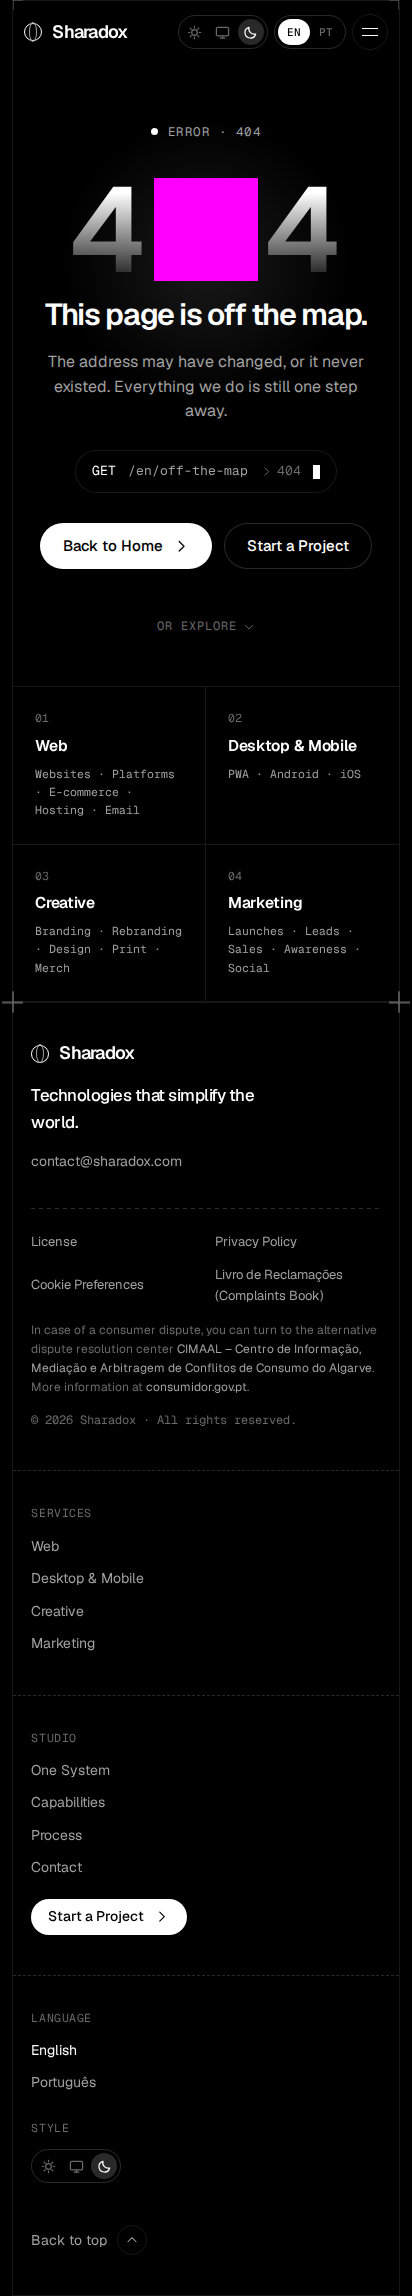 Sharadox
EN PT
ERROR · 404
4 4
This page is off the map.
The address may have changed, or it never
existed. Everything we do is still one step
away.
GET /en/off-the-map > 404
Back to Home
Start a Project
OR EXPLORE
01
Web
Websites · Platforms
· E-commerce ·
Hosting · Email
02
Desktop & Mobile
PWA · Android · iOS
03
Creative
Branding · Rebranding
· Design · Print ·
Merch
04
Marketing
Launches · Leads ·
Sales · Awareness ·
Social
Sharadox
Technologies that simplify the
world.
contact@sharadox.com
License
Privacy Policy
Cookie Preferences
Livro de Reclamações
(Complaints Book)
In case of a consumer dispute, you can turn to the alternative
dispute resolution center CIMAAL – Centro de Informação,
Mediação e Arbitragem de Conflitos de Consumo do Algarve.
More information at consumidor.gov.pt.
© 2026 Sharadox · All rights reserved.
SERVICES
Web
Desktop & Mobile
Creative
Marketing
STUDIO
One System
Capabilities
Process
Contact
Start a Project
LANGUAGE
English
Português
STYLE
Back to top